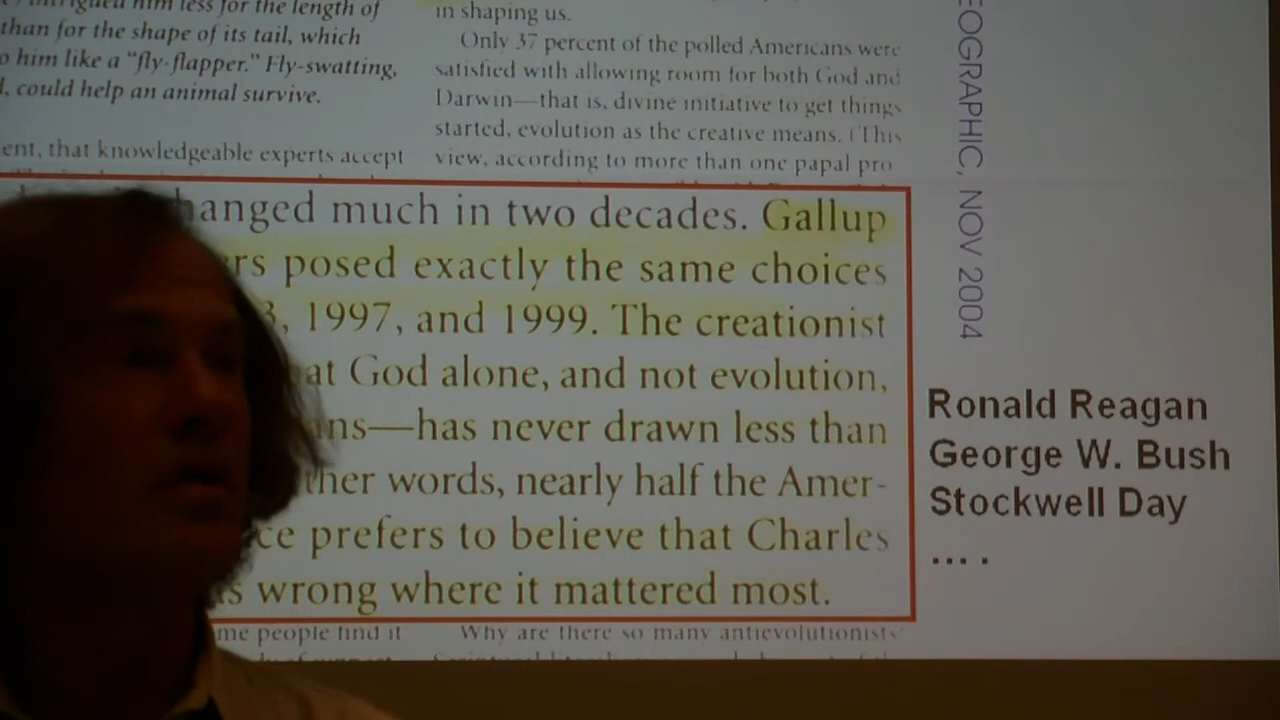 him less for the length of
than for the shape of its tail, which
him like a “fly-flapper.” Fly-swatting,
could help an animal survive.
that knowledgeable experts accept
in shaping us.
Only 37 percent of the polled Americans were
satisfied with allowing room for both God and
Darwin—that is, divine initiative to get things
started, evolution as the creative means. (This
view, according to more than one papal pro
hanged much in two decades. Gallup
rs posed exactly the same choices
3, 1997, and 1999. The creationist
at God alone, and not evolution,
ns—has never drawn less than
ther words, nearly half the Amer-
ce prefers to believe that Charles
s wrong where it mattered most.
me people find it
Why are there so many antievolutionists
EOGRAPHIC, NOV 2004
Ronald Reagan
George W. Bush
Stockwell Day
... .